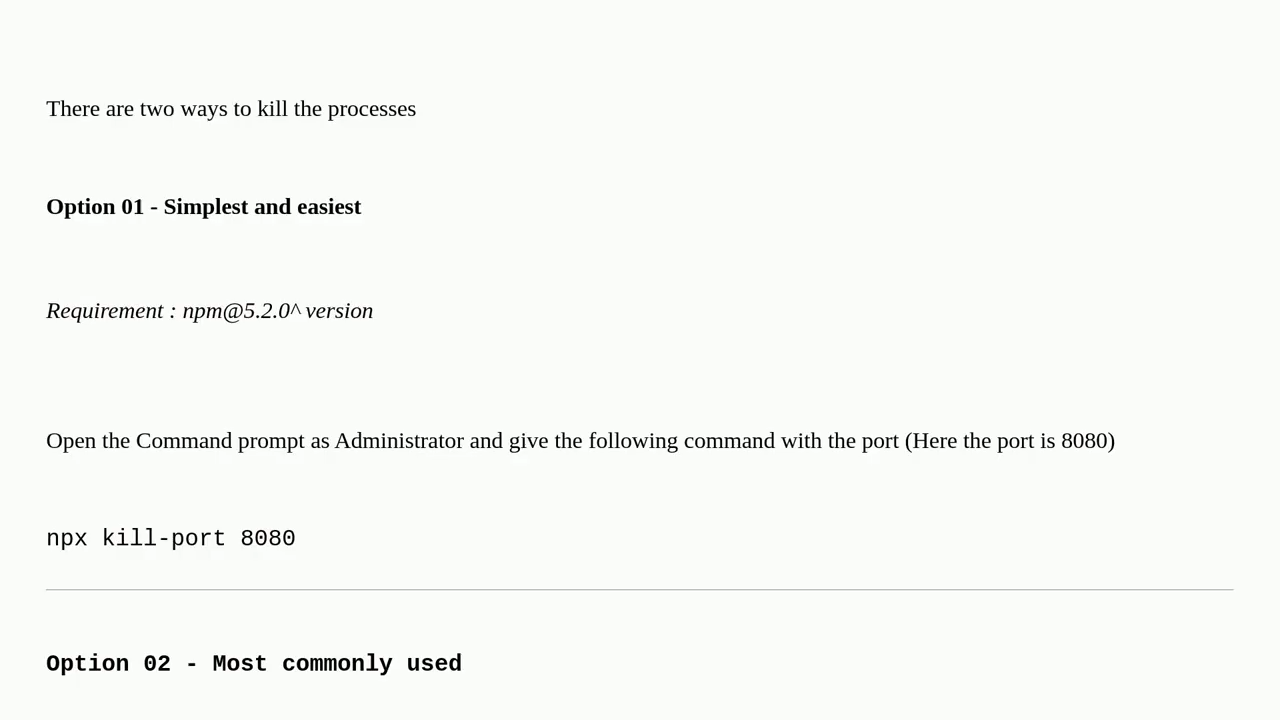 There are two ways to kill the processes
Option 01 - Simplest and easiest
Requirement : npm@5.2.0^ version
Open the Command prompt as Administrator and give the following command with the port (Here the port is 8080)
npx kill-port 8080
Option 02 - Most commonly used